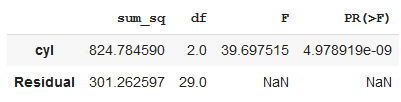 sum_sq df F PR(>F)
cyl 824.784590 2.0 39.697515 4.978919e-09
Residual 301.262597 29.0 NaN NaN